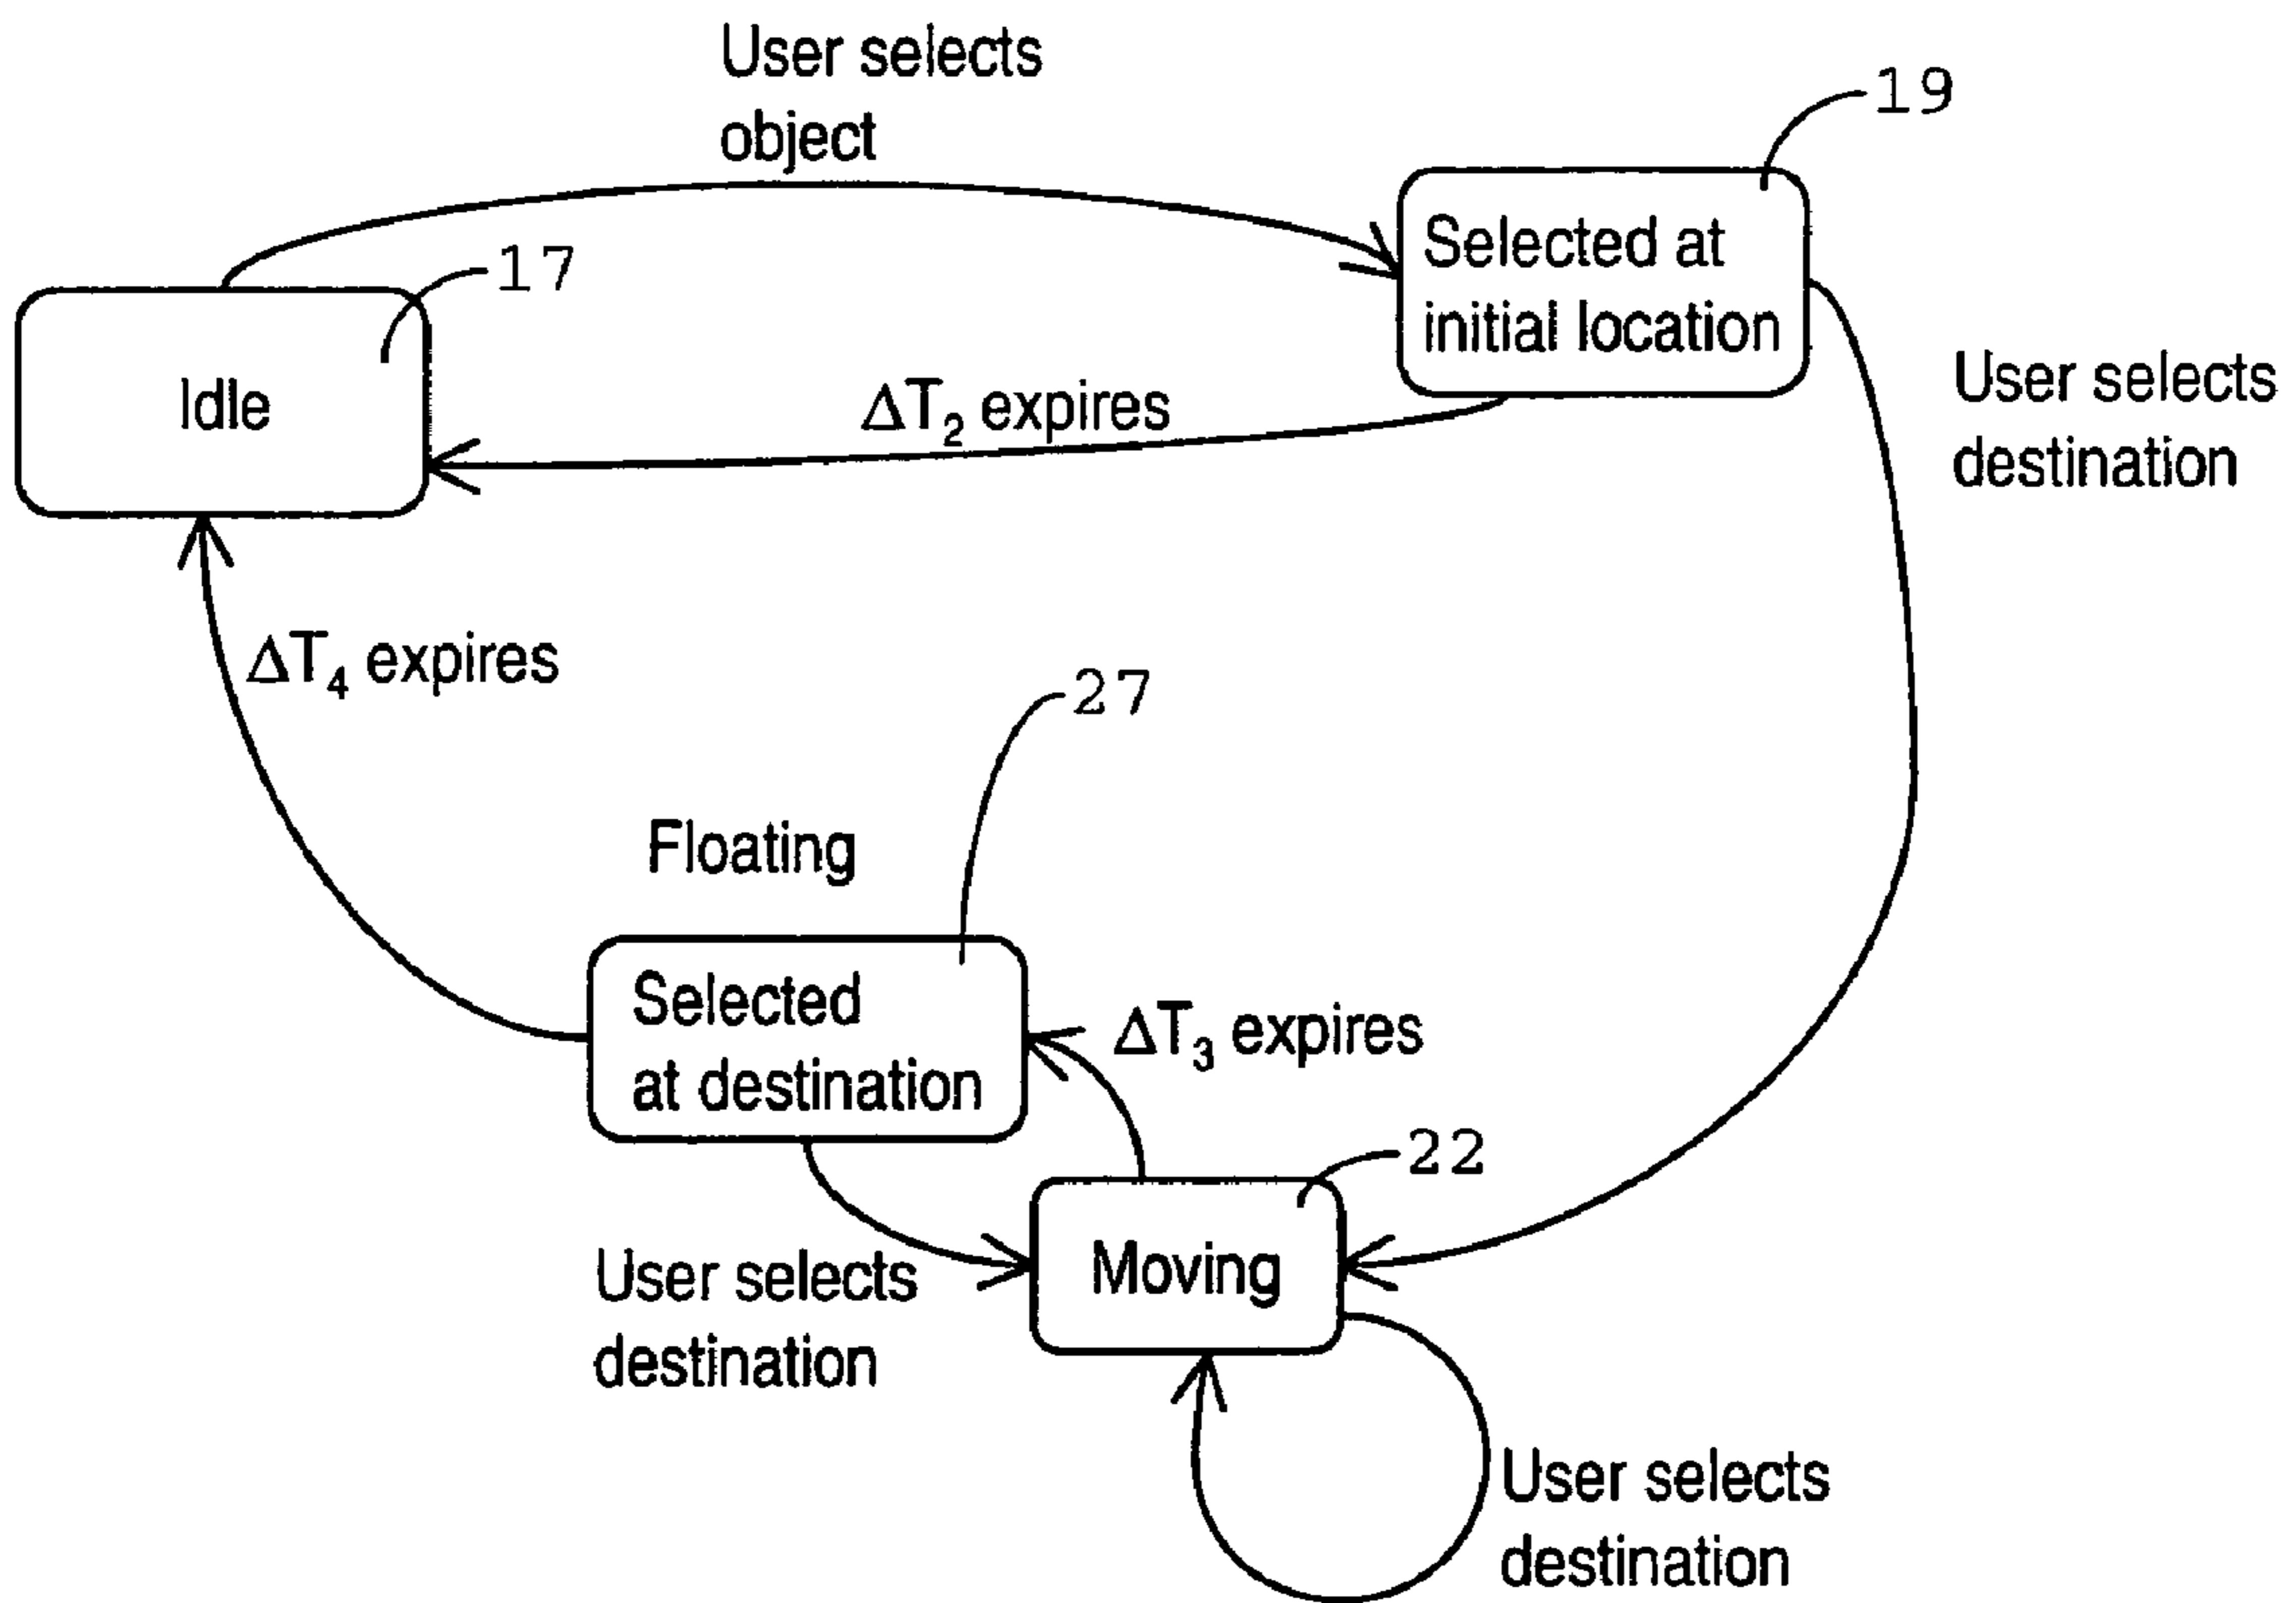 User selects
object
19
Selected at
initial location
17
Idle
ΔT₂ expires
User selects
destination
ΔT₄ expires
27
Floating
Selected
at destination
ΔT₃ expires
22
Moving
User selects
destination
User selects
destination